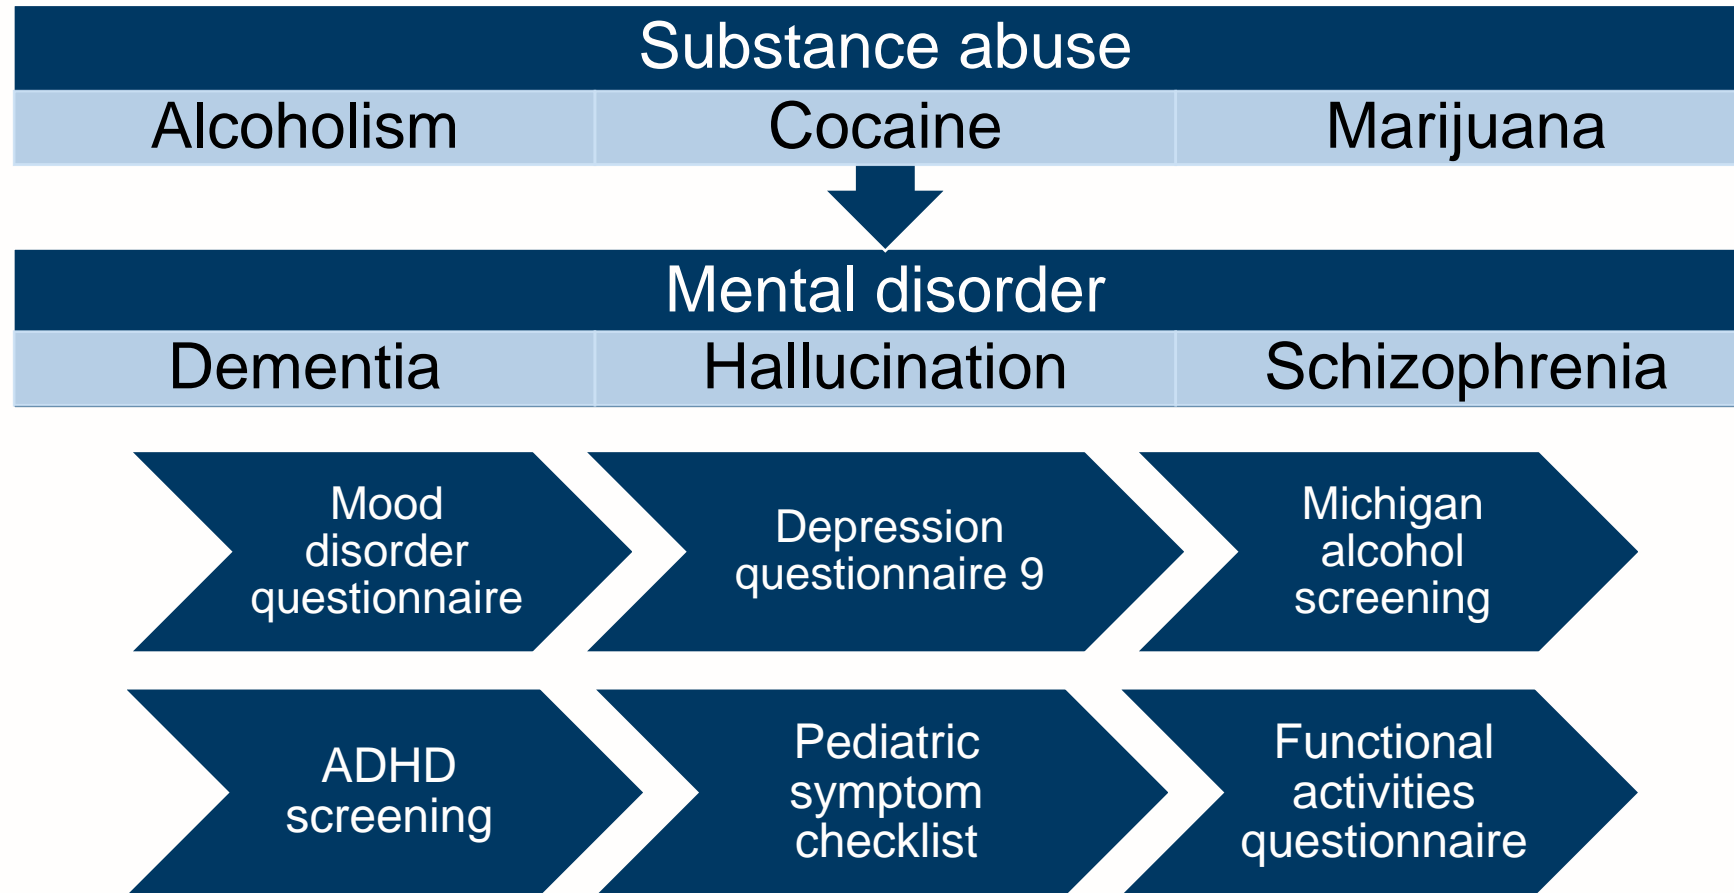 Substance abuse
Alcoholism Cocaine Marijuana
Mental disorder
Dementia Hallucination Schizophrenia
Mood
disorder
questionnaire
Depression
questionnaire 9
Michigan
alcohol
screening
ADHD
screening
Pediatric
symptom
checklist
Functional
activities
questionnaire